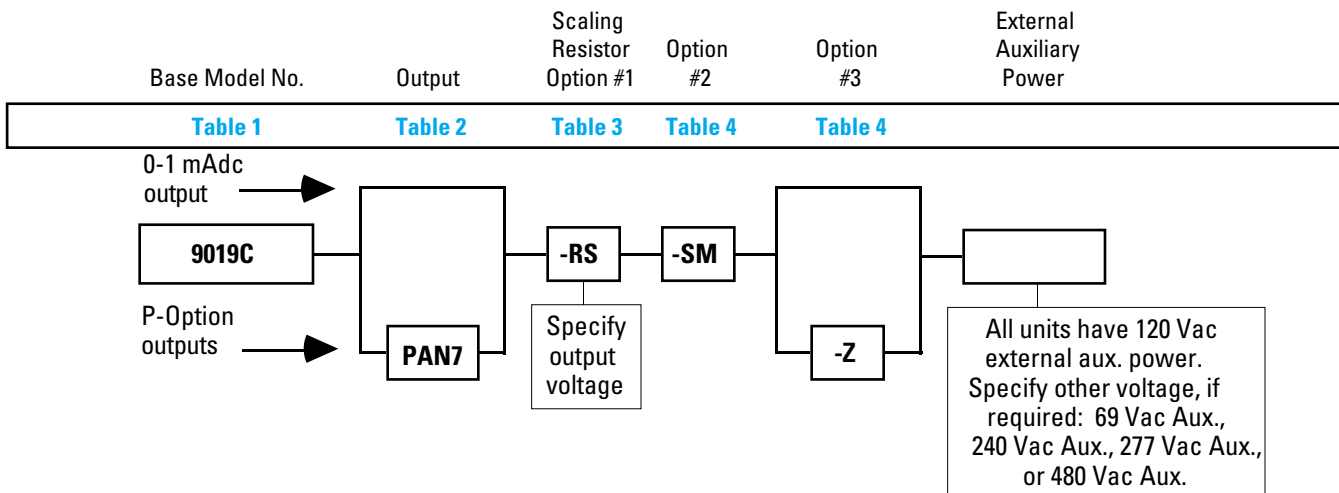 Scaling
Resistor
Option #1
Option
#2
Option
#3
External
Auxiliary
Power
Base Model No.
Output
Table 1
Table 2
Table 3
Table 4
Table 4
0-1 mAdc
output
9019C
-RS
-SM
P-Option
outputs
PAN7
Specify
output
voltage
-Z
All units have 120 Vac
external aux. power.
Specify other voltage, if
required: 69 Vac Aux.,
240 Vac Aux., 277 Vac Aux.,
or 480 Vac Aux.